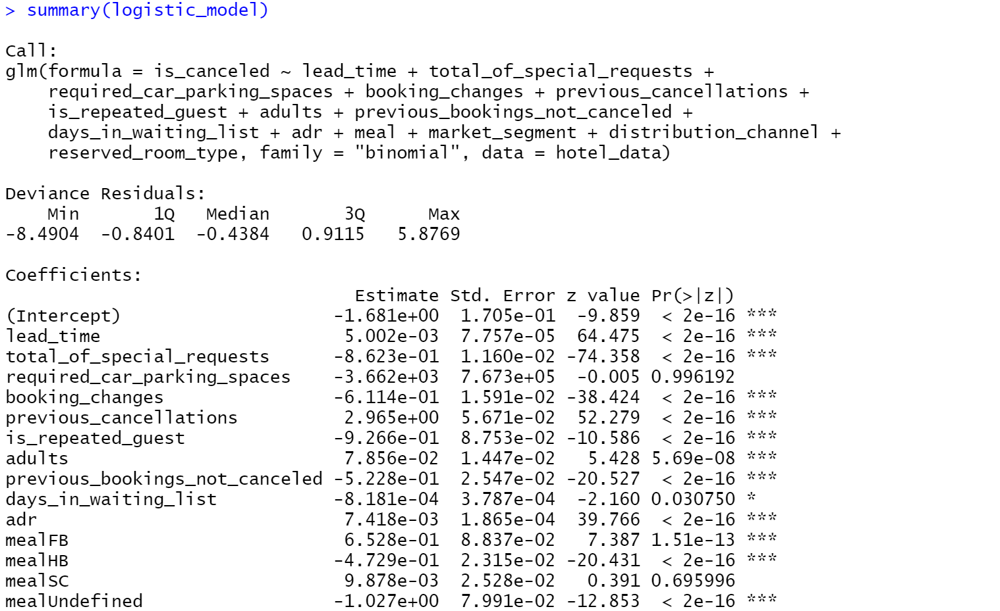 > summary(logistic_model)
Call:
glm(formula = is_canceled ~ lead_time + total_of_special_requests +
    required_car_parking_spaces + booking_changes + previous_cancellations +
    is_repeated_guest + adults + previous_bookings_not_canceled +
    days_in_waiting_list + adr + meal + market_segment + distribution_channel +
    reserved_room_type, family = "binomial", data = hotel_data)
Deviance Residuals:
    Min       1Q   Median       3Q      Max
-8.4904  -0.8401  -0.4384   0.9115   5.8769
Coefficients:
                                 Estimate Std. Error z value Pr(>|z|)
(Intercept)                    -1.681e+00  1.705e-01  -9.859  < 2e-16 ***
lead_time                       5.002e-03  7.757e-05  64.475  < 2e-16 ***
total_of_special_requests      -8.623e-01  1.160e-02 -74.358  < 2e-16 ***
required_car_parking_spaces    -3.662e+03  7.673e+05  -0.005 0.996192
booking_changes                -6.114e-01  1.591e-02 -38.424  < 2e-16 ***
previous_cancellations          2.965e+00  5.671e-02  52.279  < 2e-16 ***
is_repeated_guest              -9.266e-01  8.753e-02 -10.586  < 2e-16 ***
adults                          7.856e-02  1.447e-02   5.428 5.69e-08 ***
previous_bookings_not_canceled -5.228e-01  2.547e-02 -20.527  < 2e-16 ***
days_in_waiting_list           -8.181e-04  3.787e-04  -2.160 0.030750 *
adr                             7.418e-03  1.865e-04  39.766  < 2e-16 ***
mealFB                          6.528e-01  8.837e-02   7.387 1.51e-13 ***
mealHB                         -4.729e-01  2.315e-02 -20.431  < 2e-16 ***
mealSC                          9.878e-03  2.528e-02   0.391 0.695996
mealUndefined                  -1.027e+00  7.991e-02 -12.853  < 2e-16 ***